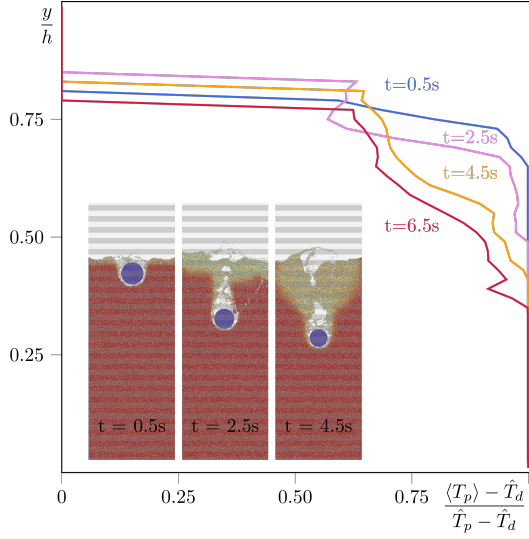 y
h
t=0.5s
0.75
t=2.5s
t=4.5s
t=6.5s
0.50
0.25
t = 0.5s
t = 2.5s
t = 4.5s
0
0.25
0.50
0.75
⟨T_p⟩ − T̂_d
T̂_p − T̂_d